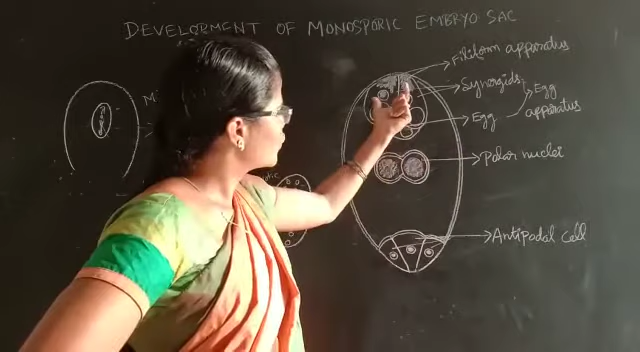 DEVELOPMENT OF MONOSPORIC EMBRYO SAC
Filiform apparatus
Synergids
Egg
apparatus
Egg
Polar nuclei
Antipodal cell